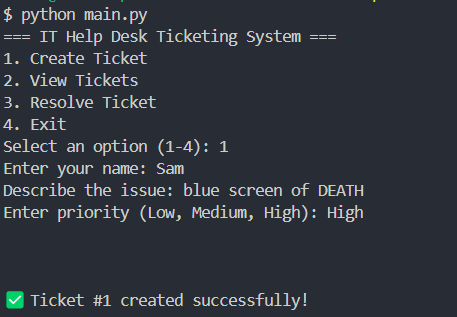 $ python main.py
=== IT Help Desk Ticketing System ===
1. Create Ticket
2. View Tickets
3. Resolve Ticket
4. Exit
Select an option (1-4): 1
Enter your name: Sam
Describe the issue: blue screen of DEATH
Enter priority (Low, Medium, High): High
✅ Ticket #1 created successfully!